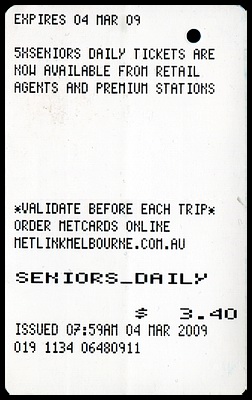 EXPIRES 04 MAR 09
5XSENIORS DAILY TICKETS ARE
NOW AVAILABLE FROM RETAIL
AGENTS AND PREMIUM STATIONS
*VALIDATE BEFORE EACH TRIP*
ORDER METCARDS ONLINE
METLINKMELBOURNE.COM.AU
SENIORS_DAILY
$ 3.40
ISSUED 07:59AM 04 MAR 2009
019 1134 06480911